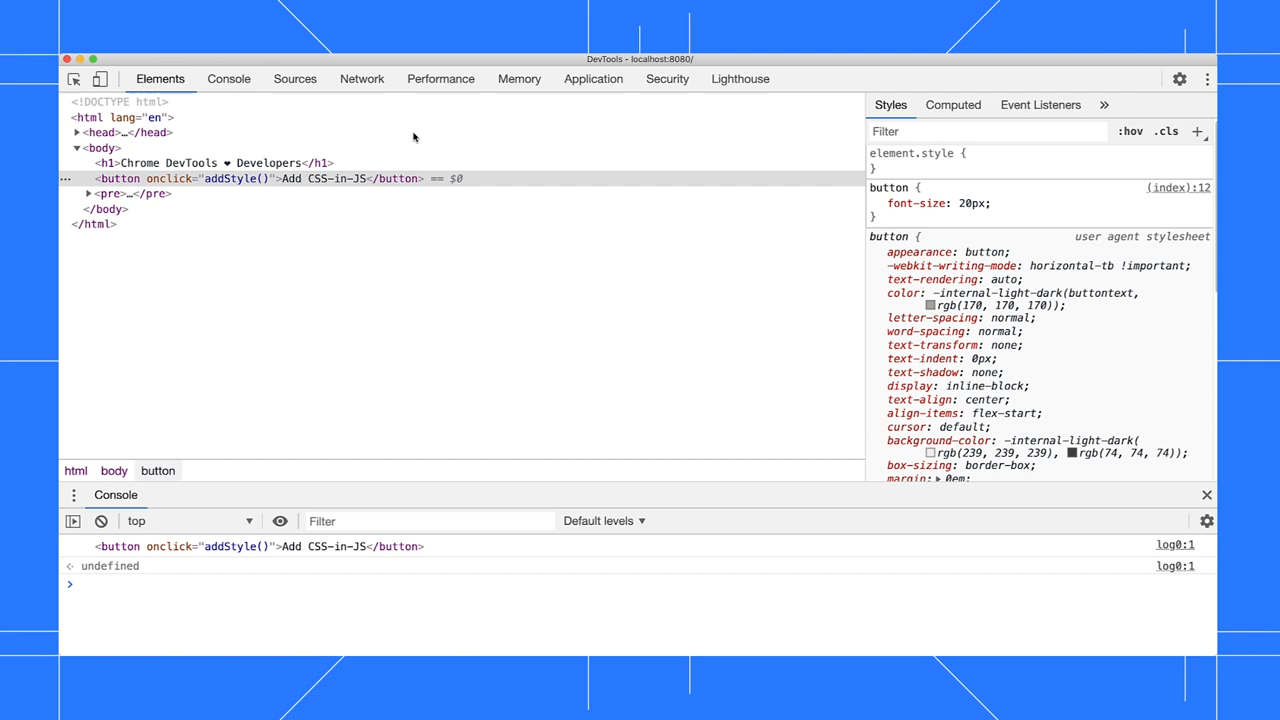 DevTools - localhost:8080/
Elements Console Sources Network Performance Memory Application Security Lighthouse
<!DOCTYPE html>
<html lang="en">
<head>…</head>
<body>
<h1>Chrome DevTools ❤ Developers</h1>
<button onclick="addStyle()">Add CSS-in-JS</button> == $0
<pre>…</pre>
</body>
</html>
html body button
Styles Computed Event Listeners »
Filter :hov .cls +
element.style {
}
button { (index):12
font-size: 20px;
}
button { user agent stylesheet
appearance: button;
-webkit-writing-mode: horizontal-tb !important;
text-rendering: auto;
color: -internal-light-dark(buttontext,
rgb(170, 170, 170));
letter-spacing: normal;
word-spacing: normal;
text-transform: none;
text-indent: 0px;
text-shadow: none;
display: inline-block;
text-align: center;
align-items: flex-start;
cursor: default;
background-color: -internal-light-dark(
rgb(239, 239, 239), rgb(74, 74, 74));
box-sizing: border-box;
margin: 0em;
Console
top Filter Default levels
<button onclick="addStyle()">Add CSS-in-JS</button> log0:1
undefined log0:1
>